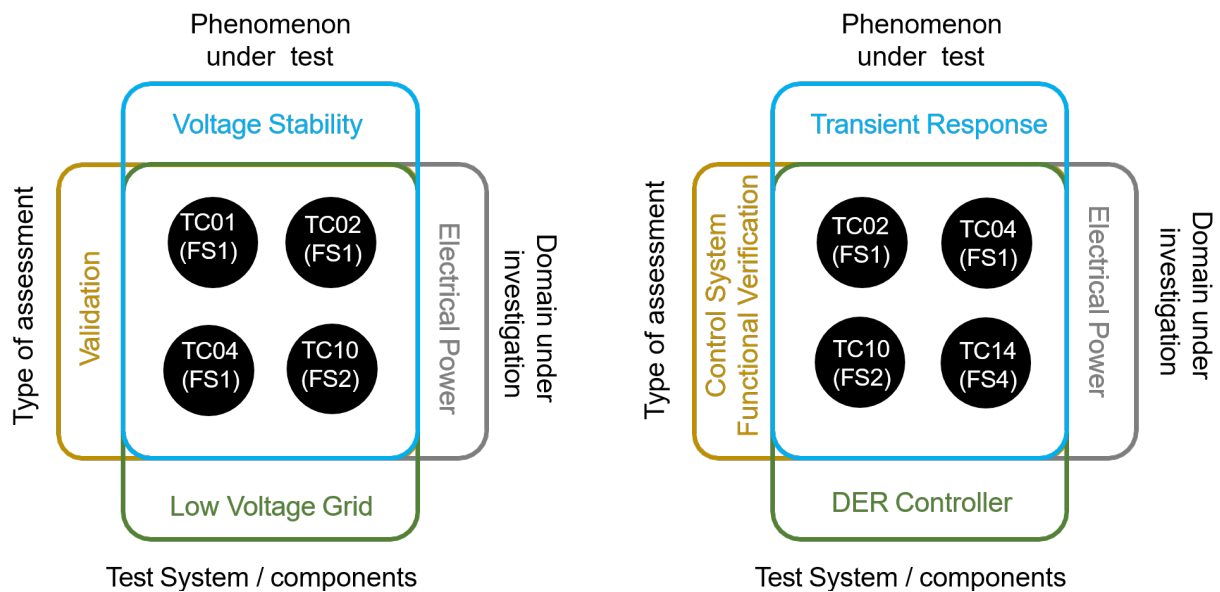 Phenomenon
under test
Voltage Stability
Type of assessment
Validation
TC01
(FS1)
TC02
(FS1)
TC04
(FS1)
TC10
(FS2)
Electrical Power
Domain under
investigation
Low Voltage Grid
Test System / components
Phenomenon
under test
Transient Response
Type of assessment
Control System
Functional Verification
TC02
(FS1)
TC04
(FS1)
TC10
(FS2)
TC14
(FS4)
Electrical Power
Domain under
investigation
DER Controller
Test System / components